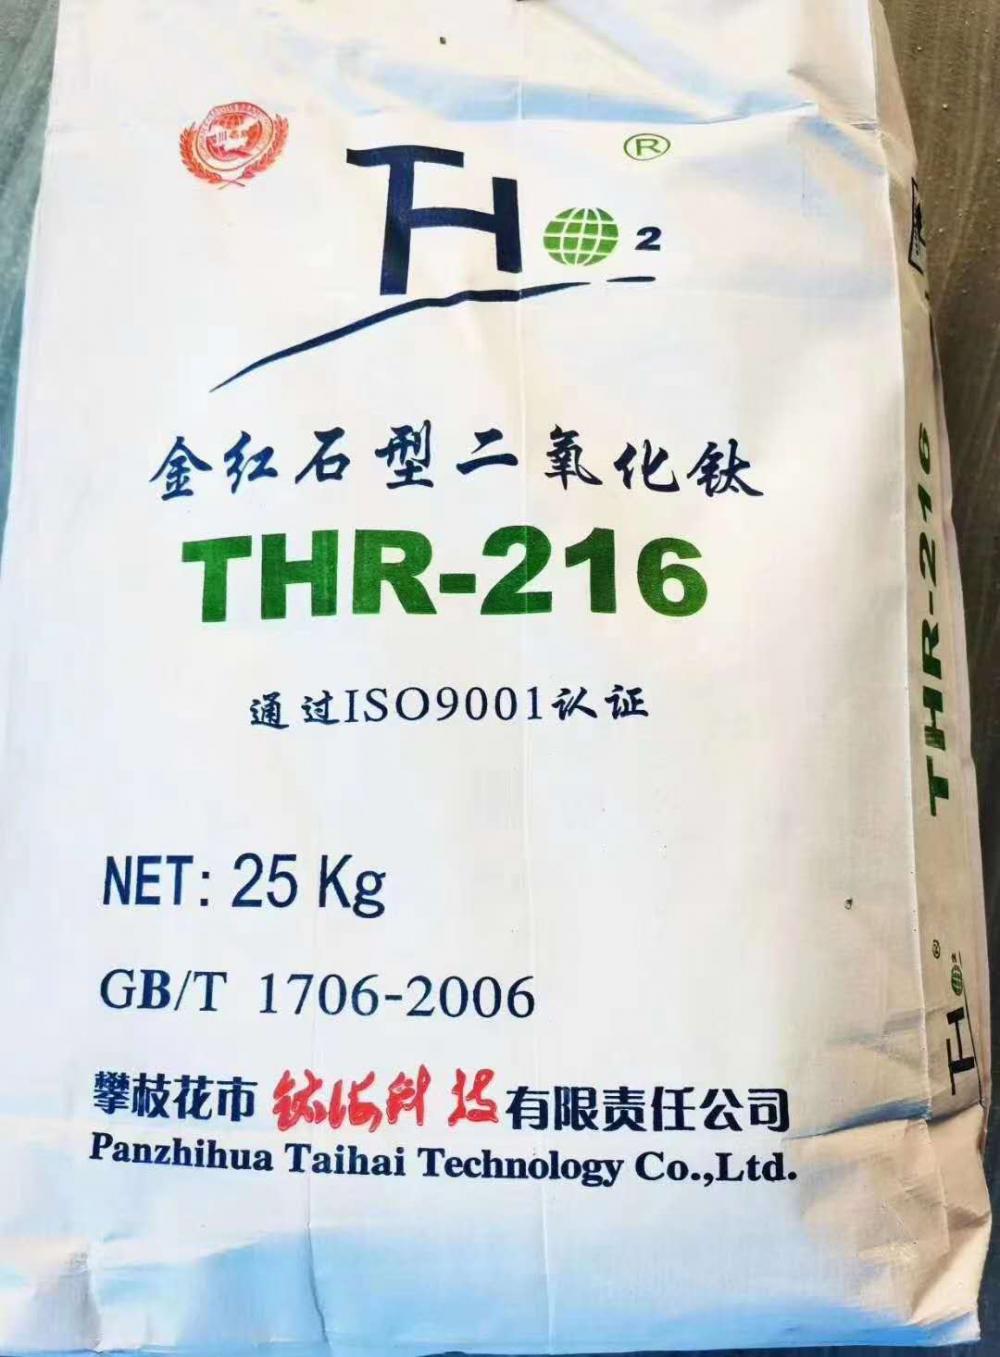 ®
TH 2
金红石型二氧化钛
THR-216
通过ISO9001认证
NET: 25 Kg
GB/T 1706-2006
攀枝花市钛海科技有限责任公司
Panzhihua Taihai Technology Co.,Ltd.
THR-216
TH 2 ®